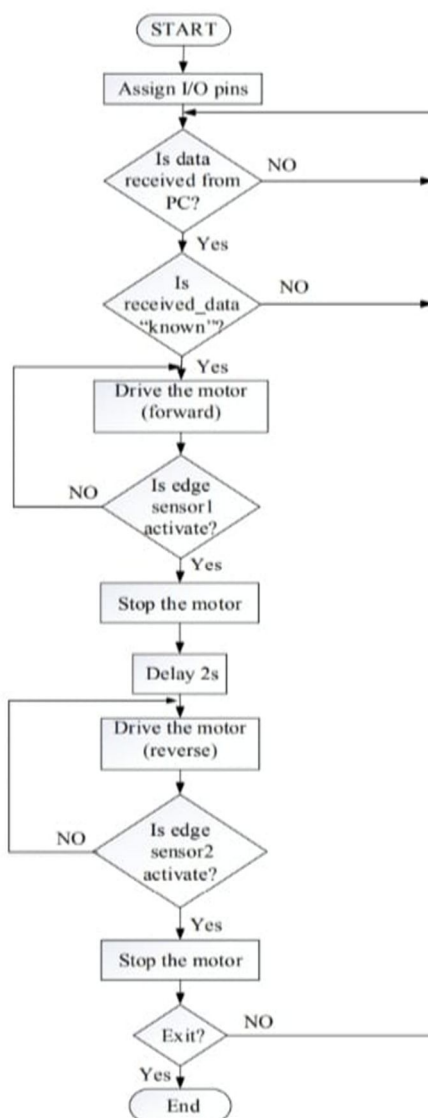 START
Assign I/O pins
Is data
received from
PC?
NO
Yes
Is
received_data
“known”?
NO
Yes
Drive the motor
(forward)
Is edge
sensor1
activate?
NO
Yes
Stop the motor
Delay 2s
Drive the motor
(reverse)
Is edge
sensor2
activate?
NO
Yes
Stop the motor
Exit?
NO
Yes
End